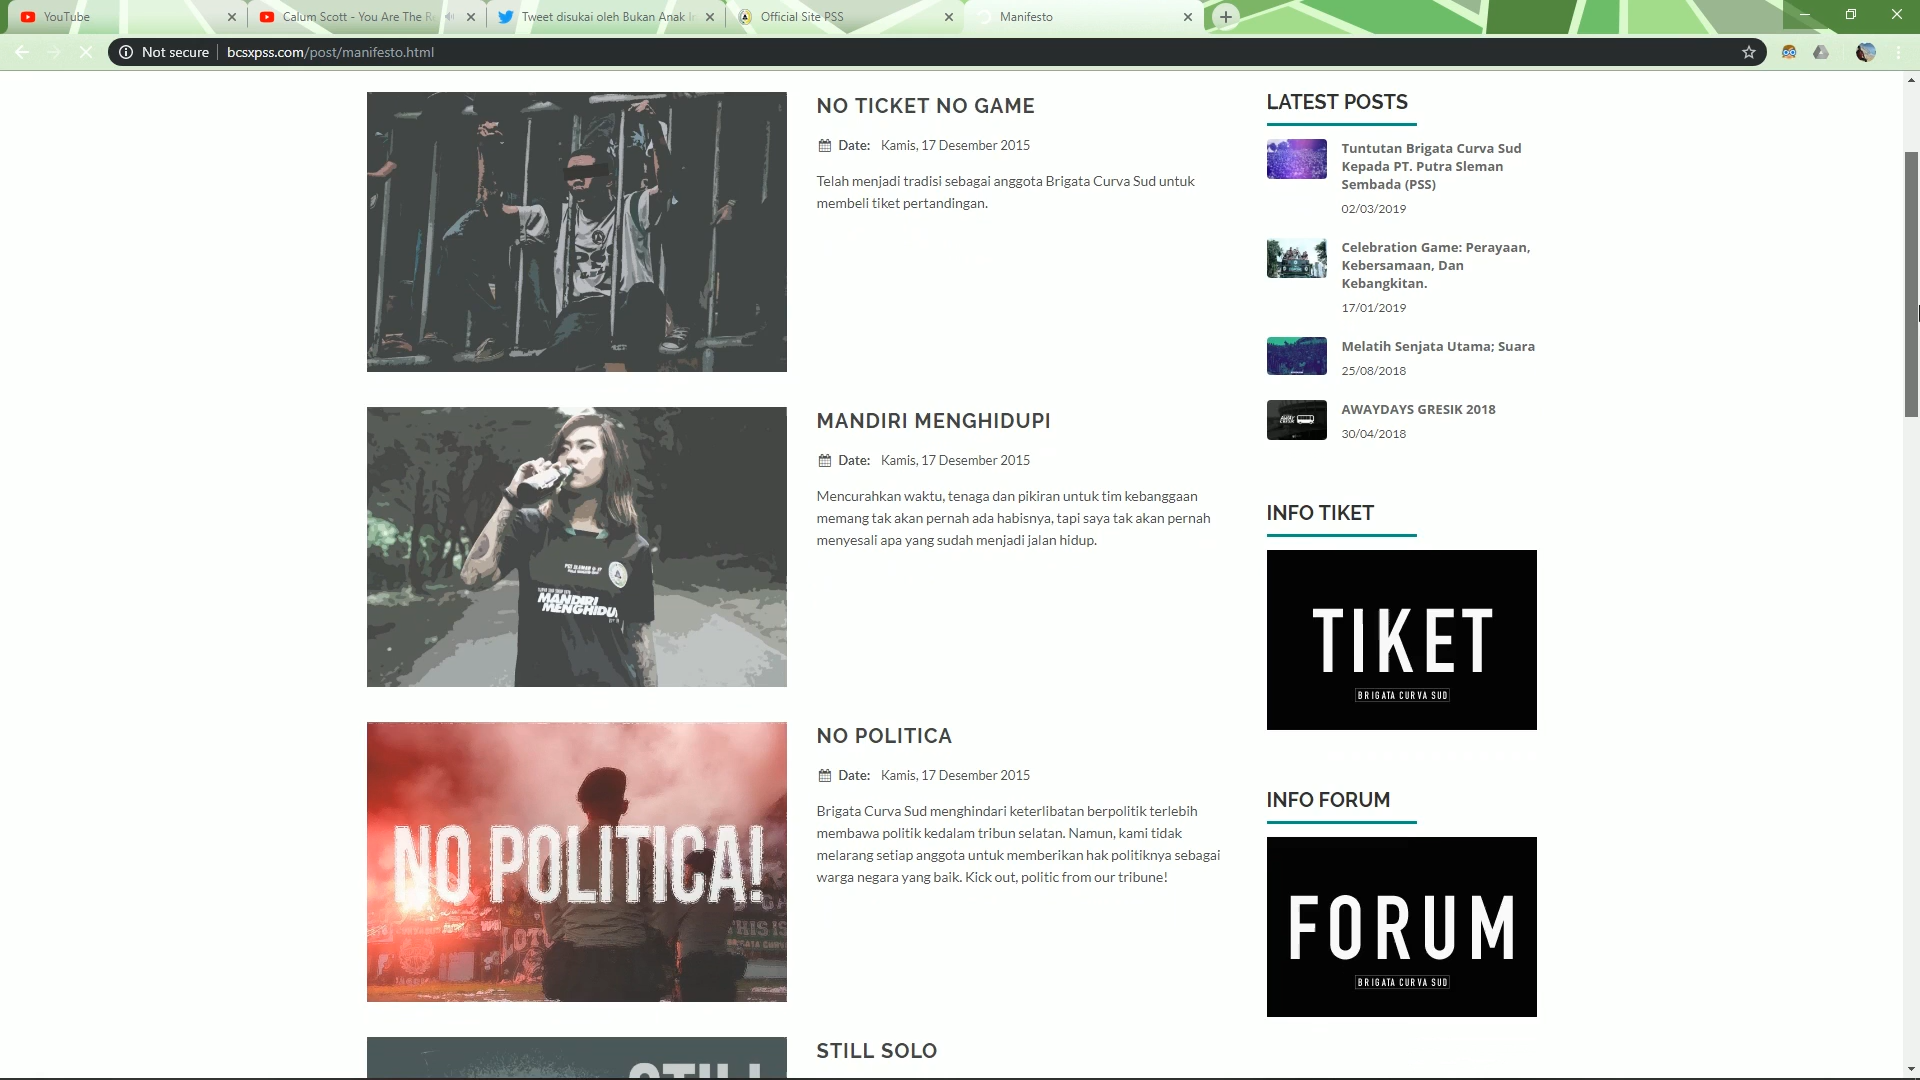 YouTube
Calum Scott - You Are The R
Tweet disukai oleh Bukan Anak I
Official Site PSS
Manifesto
Not secure
bcsxpss.com/post/manifesto.html
NO TICKET NO GAME
Date: Kamis, 17 Desember 2015
Telah menjadi tradisi sebagai anggota Brigata Curva Sud untuk
membeli tiket pertandingan.
MANDIRI
MENGHIDU
MANDIRI MENGHIDUPI
Date: Kamis, 17 Desember 2015
Mencurahkan waktu, tenaga dan pikiran untuk tim kebanggaan
memang tak akan pernah ada habisnya, tapi saya tak akan pernah
menyesali apa yang sudah menjadi jalan hidup.
NO POLITICA!
THIS IS
NO POLITICA
Date: Kamis, 17 Desember 2015
Brigata Curva Sud menghindari keterlibatan berpolitik terlebih
membawa politik kedalam tribun selatan. Namun, kami tidak
melarang setiap anggota untuk memberikan hak politiknya sebagai
warga negara yang baik. Kick out, politic from our tribune!
STILL
STILL SOLO
LATEST POSTS
Tuntutan Brigata Curva Sud
Kepada PT. Putra Sleman
Sembada (PSS)
02/03/2019
Celebration Game: Perayaan,
Kebersamaan, Dan
Kebangkitan.
17/01/2019
Melatih Senjata Utama; Suara
25/08/2018
AWAYDAYS GRESIK 2018
30/04/2018
INFO TIKET
TIKET
BRIGATA CURVA SUD
INFO FORUM
FORUM
BRIGATA CURVA SUD